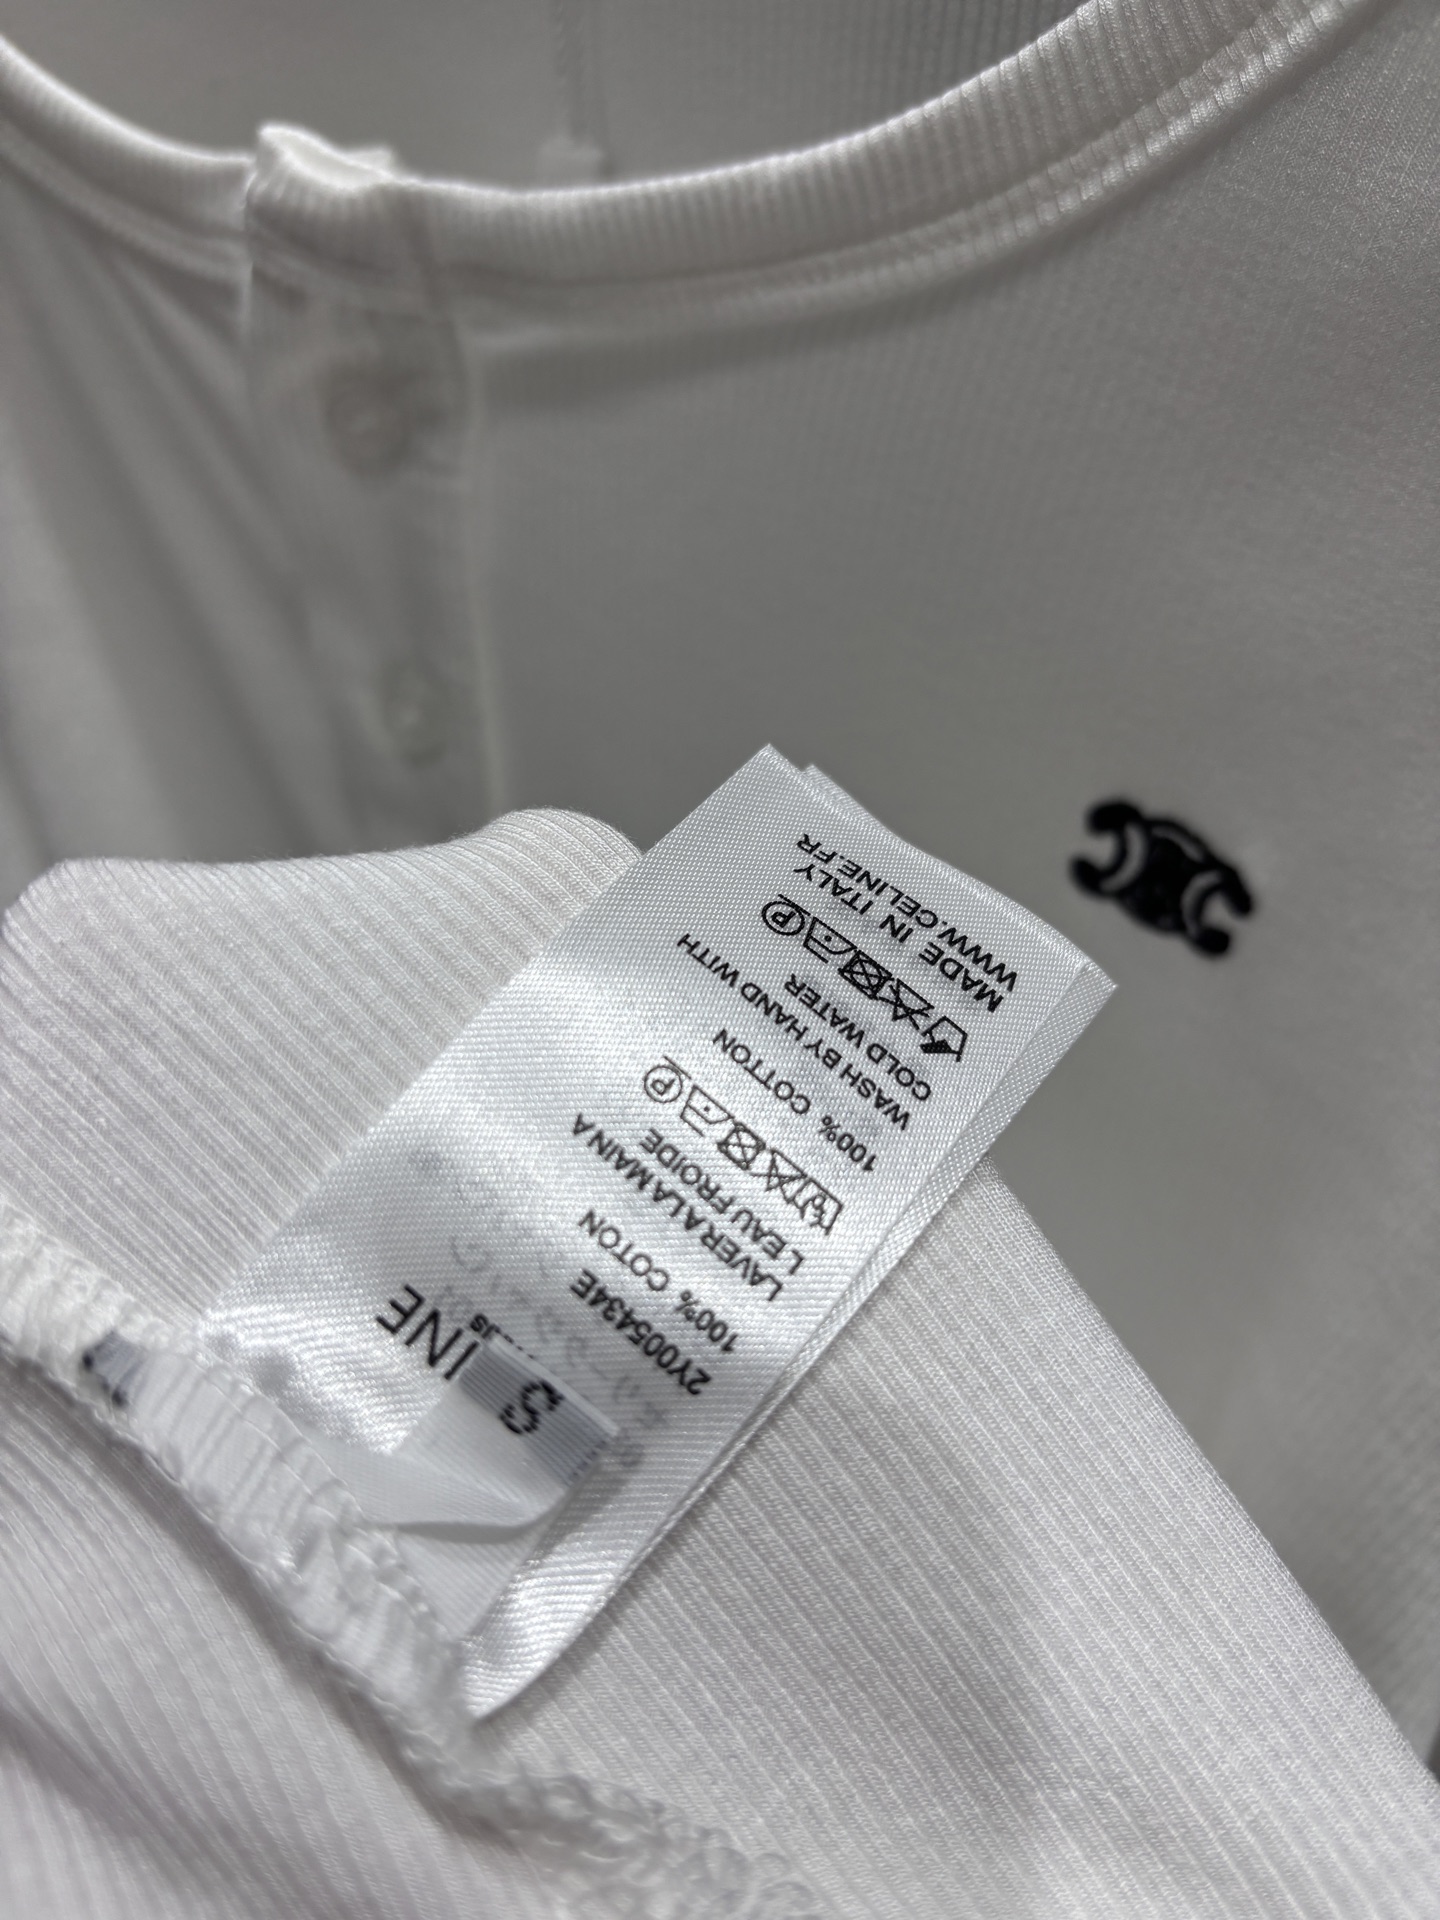 2Y005434E
100% COTON
LAVER A LA MAIN A
L'EAU FROIDE
100% COTTON
WASH BY HAND WITH
COLD WATER
MADE IN ITALY
WWW.CELINE.FR
S